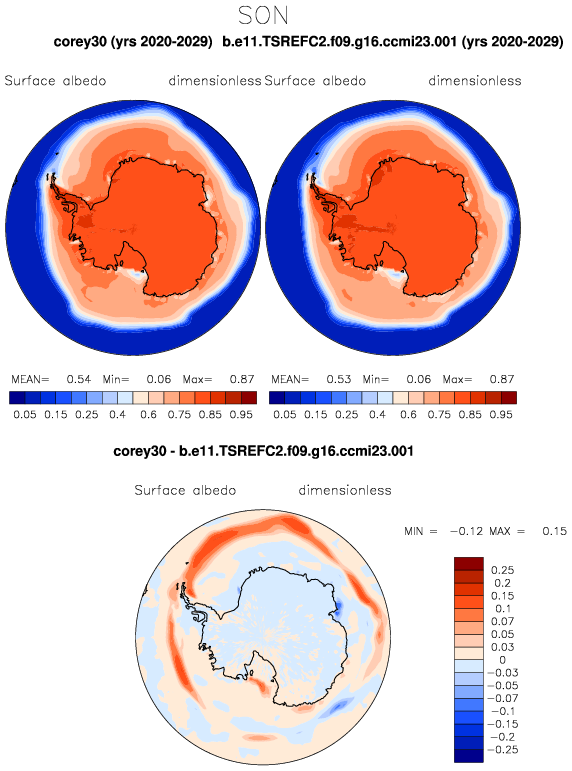 SON
corey30 (yrs 2020-2029) b.e11.TSREFC2.f09.g16.ccmi23.001 (yrs 2020-2029)
Surface albedo dimensionless Surface albedo dimensionless
MEAN= 0.54 Min= 0.06 Max= 0.87 MEAN= 0.53 Min= 0.06 Max= 0.87
0.05 0.15 0.25 0.4 0.6 0.75 0.85 0.95 0.05 0.15 0.25 0.4 0.6 0.75 0.85 0.95
corey30 - b.e11.TSREFC2.f09.g16.ccmi23.001
Surface albedo dimensionless
MIN = -0.12 MAX = 0.15
0.25
0.2
0.15
0.1
0.07
0.05
0.03
0
-0.03
-0.05
-0.07
-0.1
-0.15
-0.2
-0.25